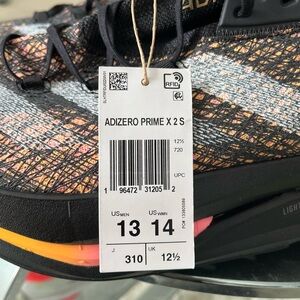 RFID
ADIZERO PRIME X 2 S
12½
720
UPC
1 96472 31205 2
US MEN
13
US WMN
14
J
310
UK
12½
LIGH